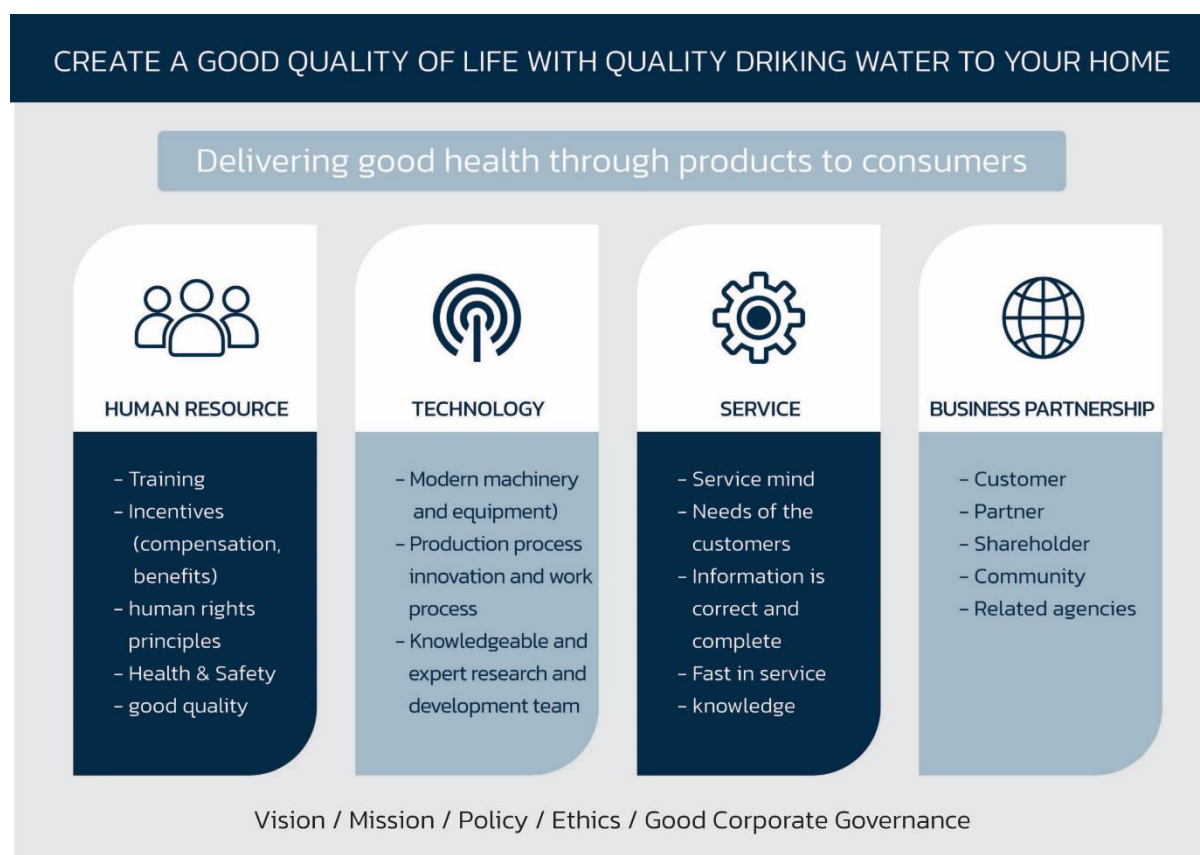 CREATE A GOOD QUALITY OF LIFE WITH QUALITY DRIKING WATER TO YOUR HOME
Delivering good health through products to consumers
HUMAN RESOURCE
- Training
- Incentives
(compensation,
benefits)
- human rights
principles
- Health & Safety
- good quality
TECHNOLOGY
- Modern machinery
and equipment)
- Production process
innovation and work
process
- Knowledgeable and
expert research and
development team
SERVICE
- Service mind
- Needs of the
customers
- Information is
correct and
complete
- Fast in service
- knowledge
BUSINESS PARTNERSHIP
- Customer
- Partner
- Shareholder
- Community
- Related agencies
Vision / Mission / Policy / Ethics / Good Corporate Governance